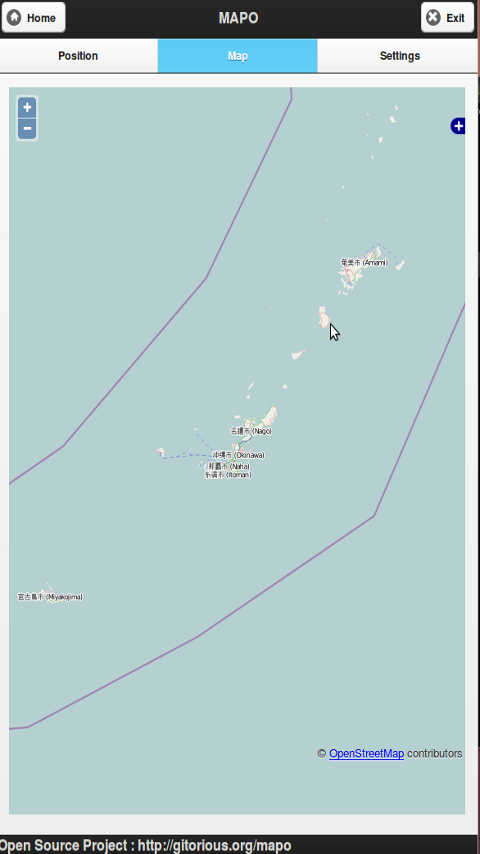 Home
MAPO
Exit
Position
Map
Settings
+
−
+
奄美市 (Amami)
名護市 (Nago)
沖縄市 (Okinawa)
那覇市 (Naha)
糸満市 (Itoman)
宮古島市 (Miyakojima)
© OpenStreetMap contributors
Open Source Project : http://gitorious.org/mapo